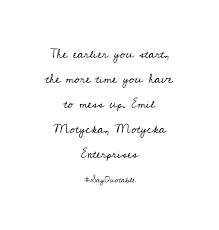 The earlier you start,
the more time you have
to mess up. Emil
Motycka, Motycka
Enterprises
#SayQuotable